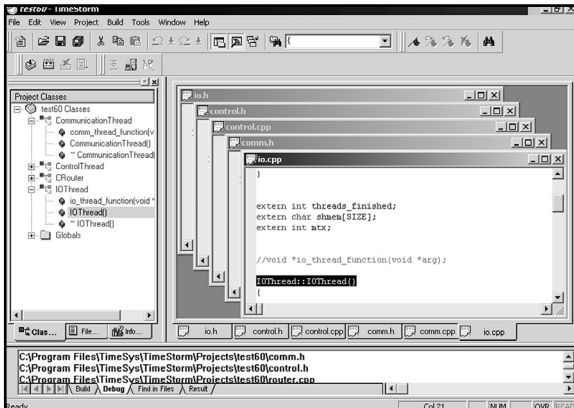 test60 - TimeStorm
File Edit View Project Build Tools Window Help
{
Project Classes
test60 Classes
CommunicationThread
comm_thread_function(v
CommunicationThread()
~ CommunicationThread
ControlThread
CRouter
IOThread
io_thread_function(void *
IOThread()
~ IOThread()
Globals
Clas... File... Info...
io.h
control.h
control.cpp
comm.h
io.cpp
}
extern int threads_finished;
extern char shmem[SIZE];
extern int mtx;
//void *io_thread_function(void *arg);
IOThread::IOThread()
{
io.h control.h control.cpp comm.h comm.cpp io.cpp
C:\Program Files\TimeSys\TimeStorm\Projects\test60\comm.h
C:\Program Files\TimeSys\TimeStorm\Projects\test60\control.h
C:\Program Files\TimeSys\TimeStorm\Projects\test60\router.cpp
Build Debug Find in Files Result
Ready Col 21 NUM OVR READ